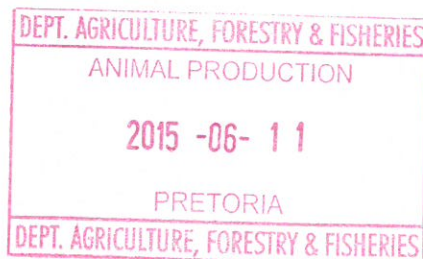 DEPT. AGRICULTURE, FORESTRY & FISHERIES
ANIMAL PRODUCTION
2015 -06- 1 1
PRETORIA
DEPT. AGRICULTURE, FORESTRY & FISHERIES